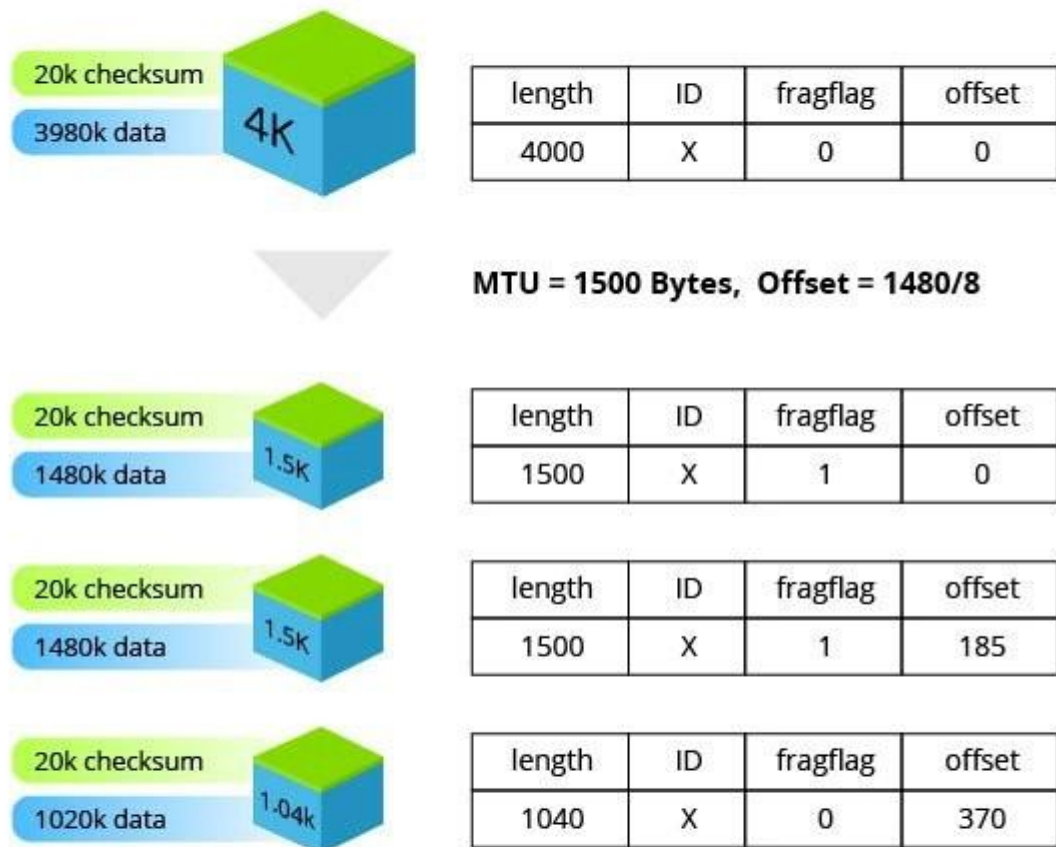 20k checksum
3980k data
4K
length ID fragflag offset
4000 X 0 0
MTU = 1500 Bytes, Offset = 1480/8
20k checksum
1480k data
1.5K
length ID fragflag offset
1500 X 1 0
20k checksum
1480k data
1.5K
length ID fragflag offset
1500 X 1 185
20k checksum
1020k data
1.04k
length ID fragflag offset
1040 X 0 370